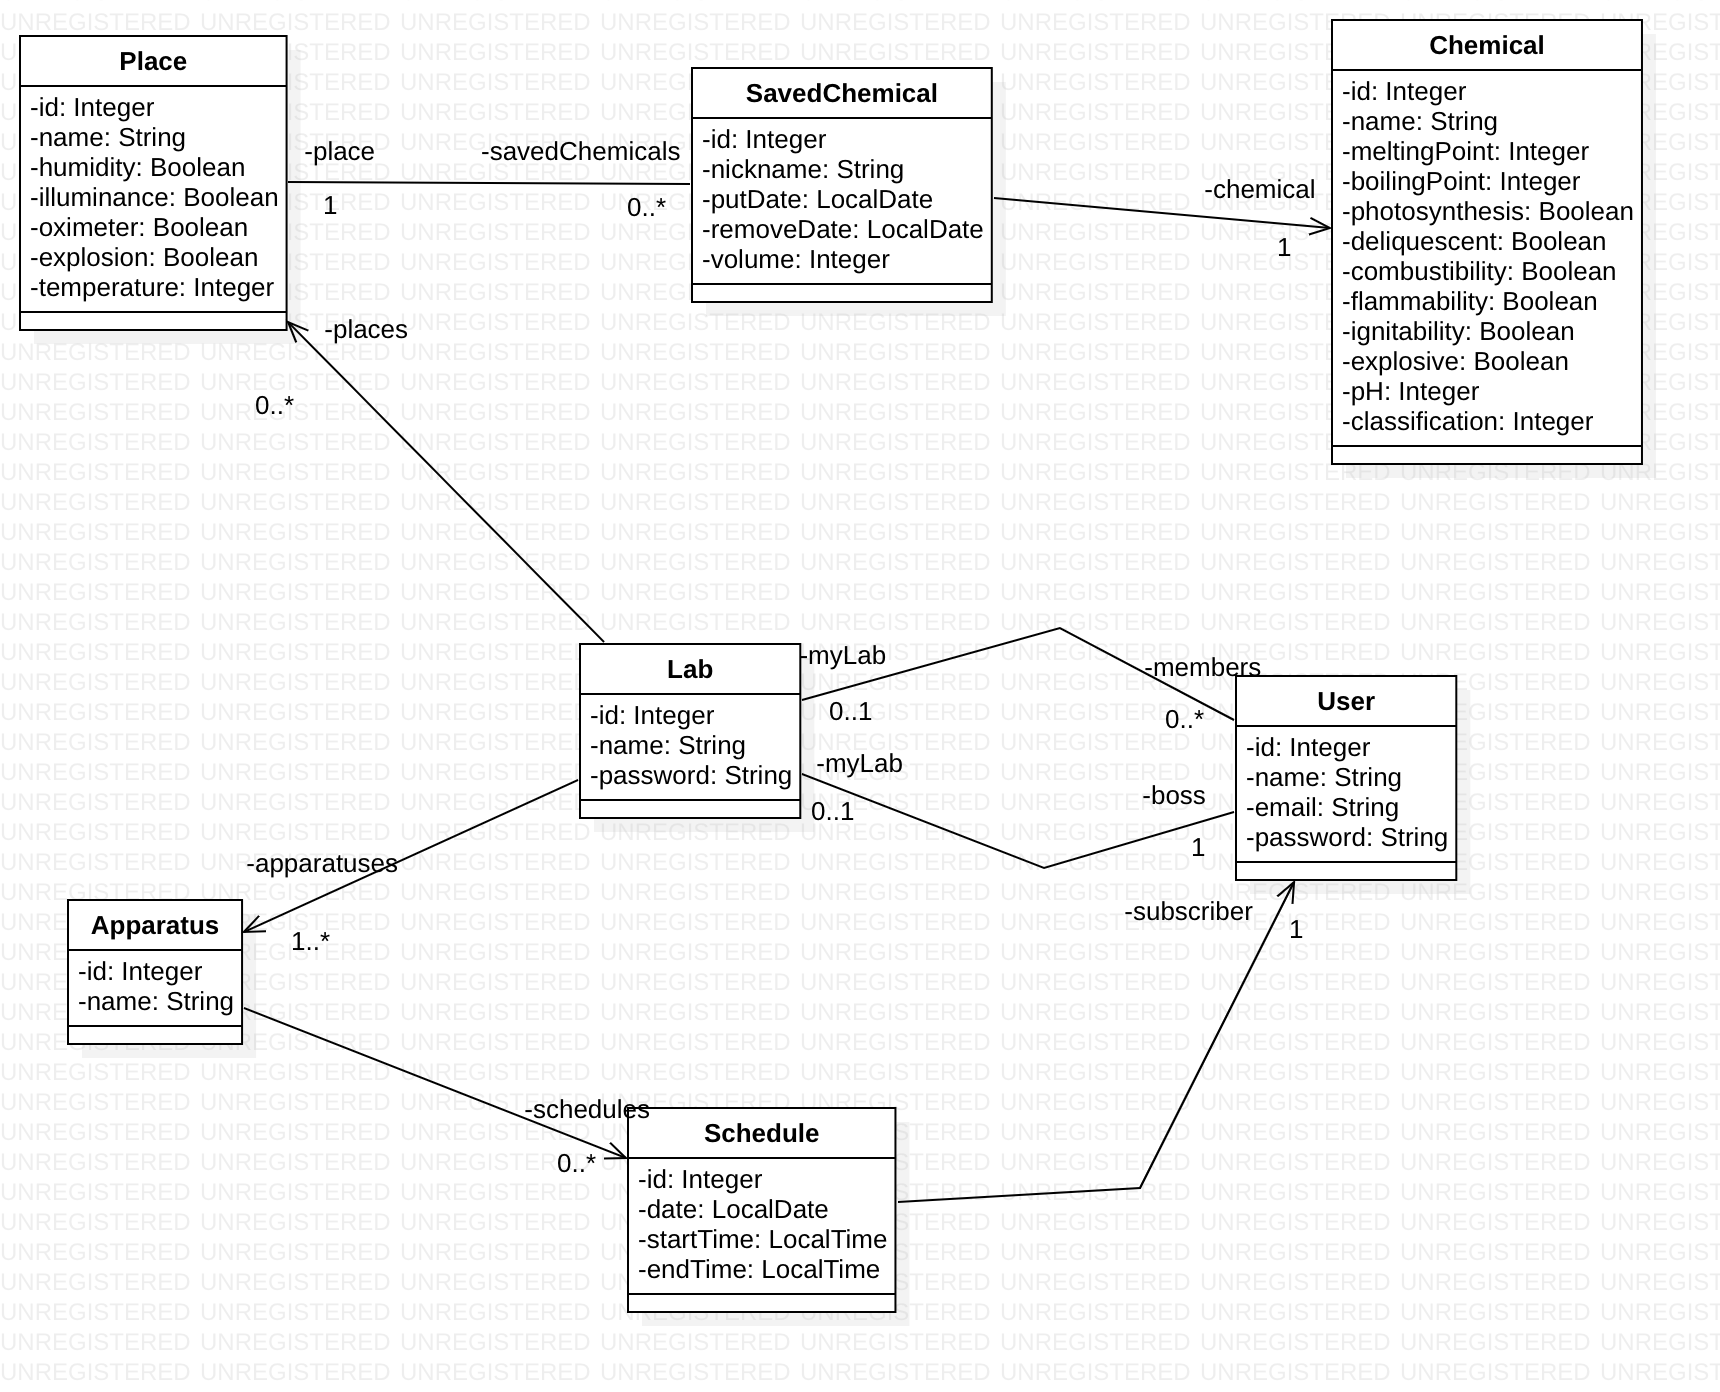 Place
-id: Integer
-name: String
-humidity: Boolean
-illuminance: Boolean
-oximeter: Boolean
-explosion: Boolean
-temperature: Integer
-place
1
-savedChemicals
0..*
SavedChemical
-id: Integer
-nickname: String
-putDate: LocalDate
-removeDate: LocalDate
-volume: Integer
-chemical
1
Chemical
-id: Integer
-name: String
-meltingPoint: Integer
-boilingPoint: Integer
-photosynthesis: Boolean
-deliquescent: Boolean
-combustibility: Boolean
-flammability: Boolean
-ignitability: Boolean
-explosive: Boolean
-pH: Integer
-classification: Integer
-places
0..*
Lab
-id: Integer
-name: String
-password: String
-myLab
0..1
-members
0..*
-myLab
0..1
-boss
1
User
-id: Integer
-name: String
-email: String
-password: String
-apparatuses
1..*
Apparatus
-id: Integer
-name: String
-subscriber
1
-schedules
0..*
Schedule
-id: Integer
-date: LocalDate
-startTime: LocalTime
-endTime: LocalTime
UNREGISTERED